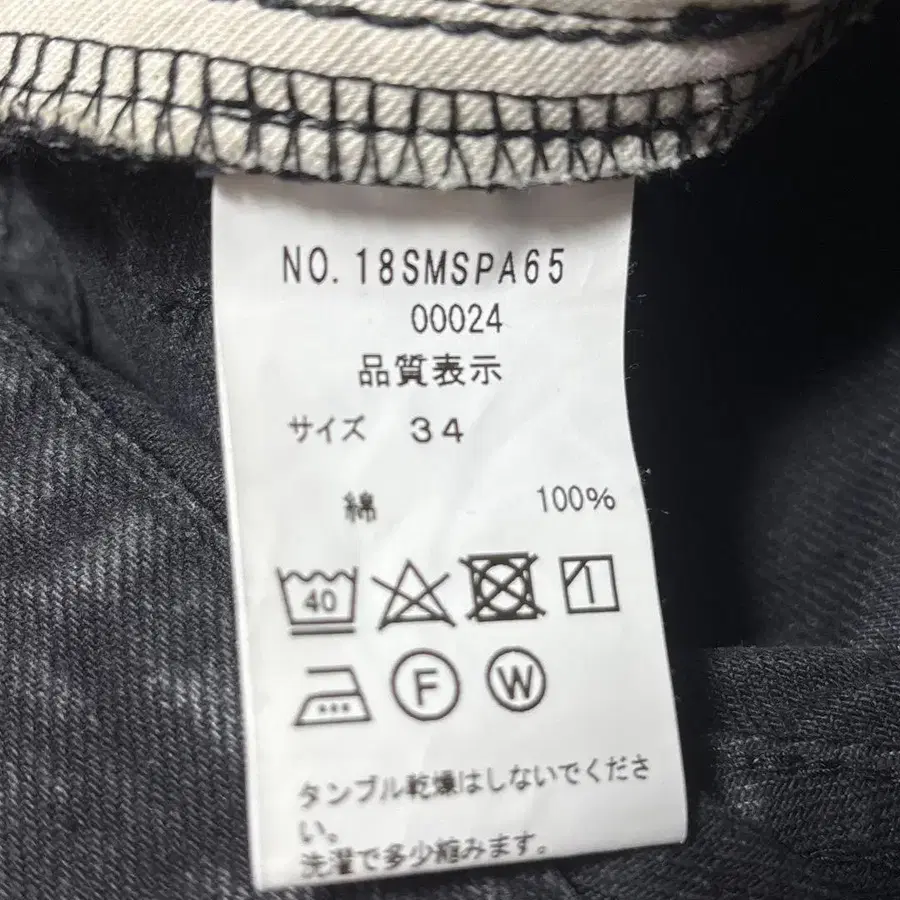 NO. 18SMSPA65
00024
品質表示
サイズ 34
綿 100%
40
F W
タンブル乾燥はしないでくださ
い。
洗濯で多少縮みます。